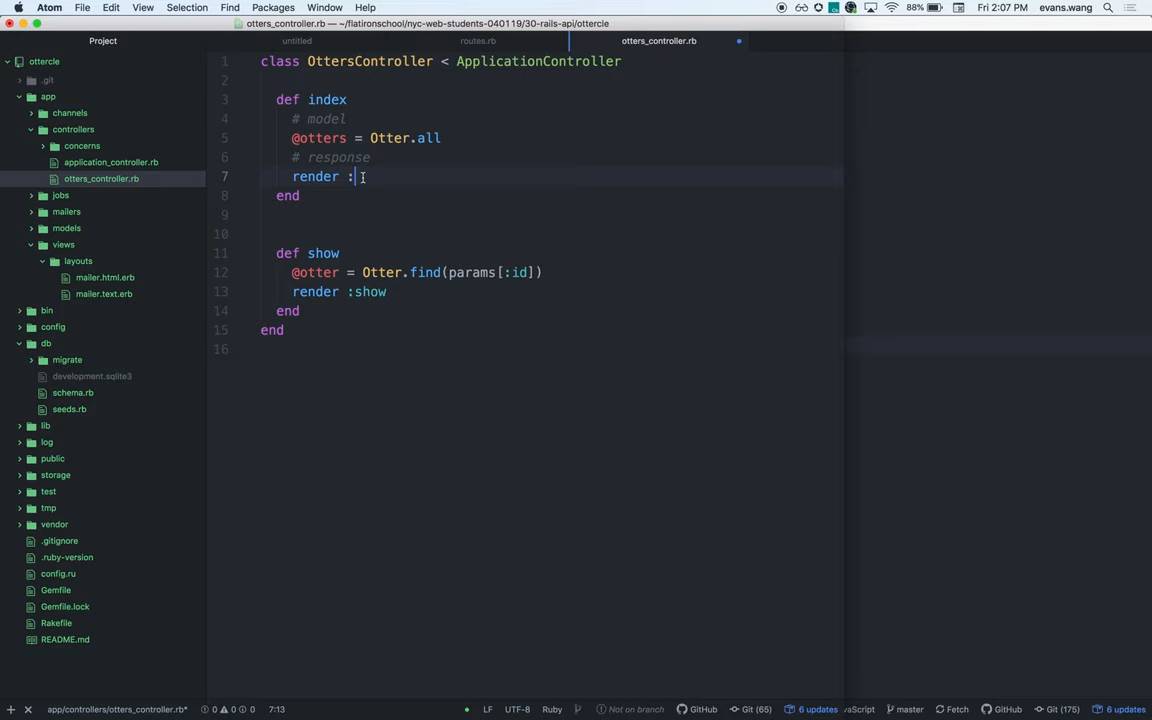 Atom File Edit View Selection Find Packages Window Help 88% Fri 2:07 PM evans.wang
otters_controller.rb — ~/flatironschool/nyc-web-students-040119/30-rails-api/ottercle
Project untitled routes.rb otters_controller.rb
ottercle
.git
app
channels
controllers
concerns
application_controller.rb
otters_controller.rb
jobs
mailers
models
views
layouts
mailer.html.erb
mailer.text.erb
bin
config
db
migrate
development.sqlite3
schema.rb
seeds.rb
lib
log
public
storage
test
tmp
vendor
.gitignore
.ruby-version
config.ru
Gemfile
Gemfile.lock
Rakefile
README.md
1 class OttersController < ApplicationController
2
3 def index
4 # model
5 @otters = Otter.all
6 # response
7 render :
8 end
9
10
11 def show
12 @otter = Otter.find(params[:id])
13 render :show
14 end
15 end
16
app/controllers/otters_controller.rb* 0 0 0 7:13 LF UTF-8 Ruby Not on branch GitHub Git (65) 6 updates vaScript master Fetch GitHub Git (175) 6 updates